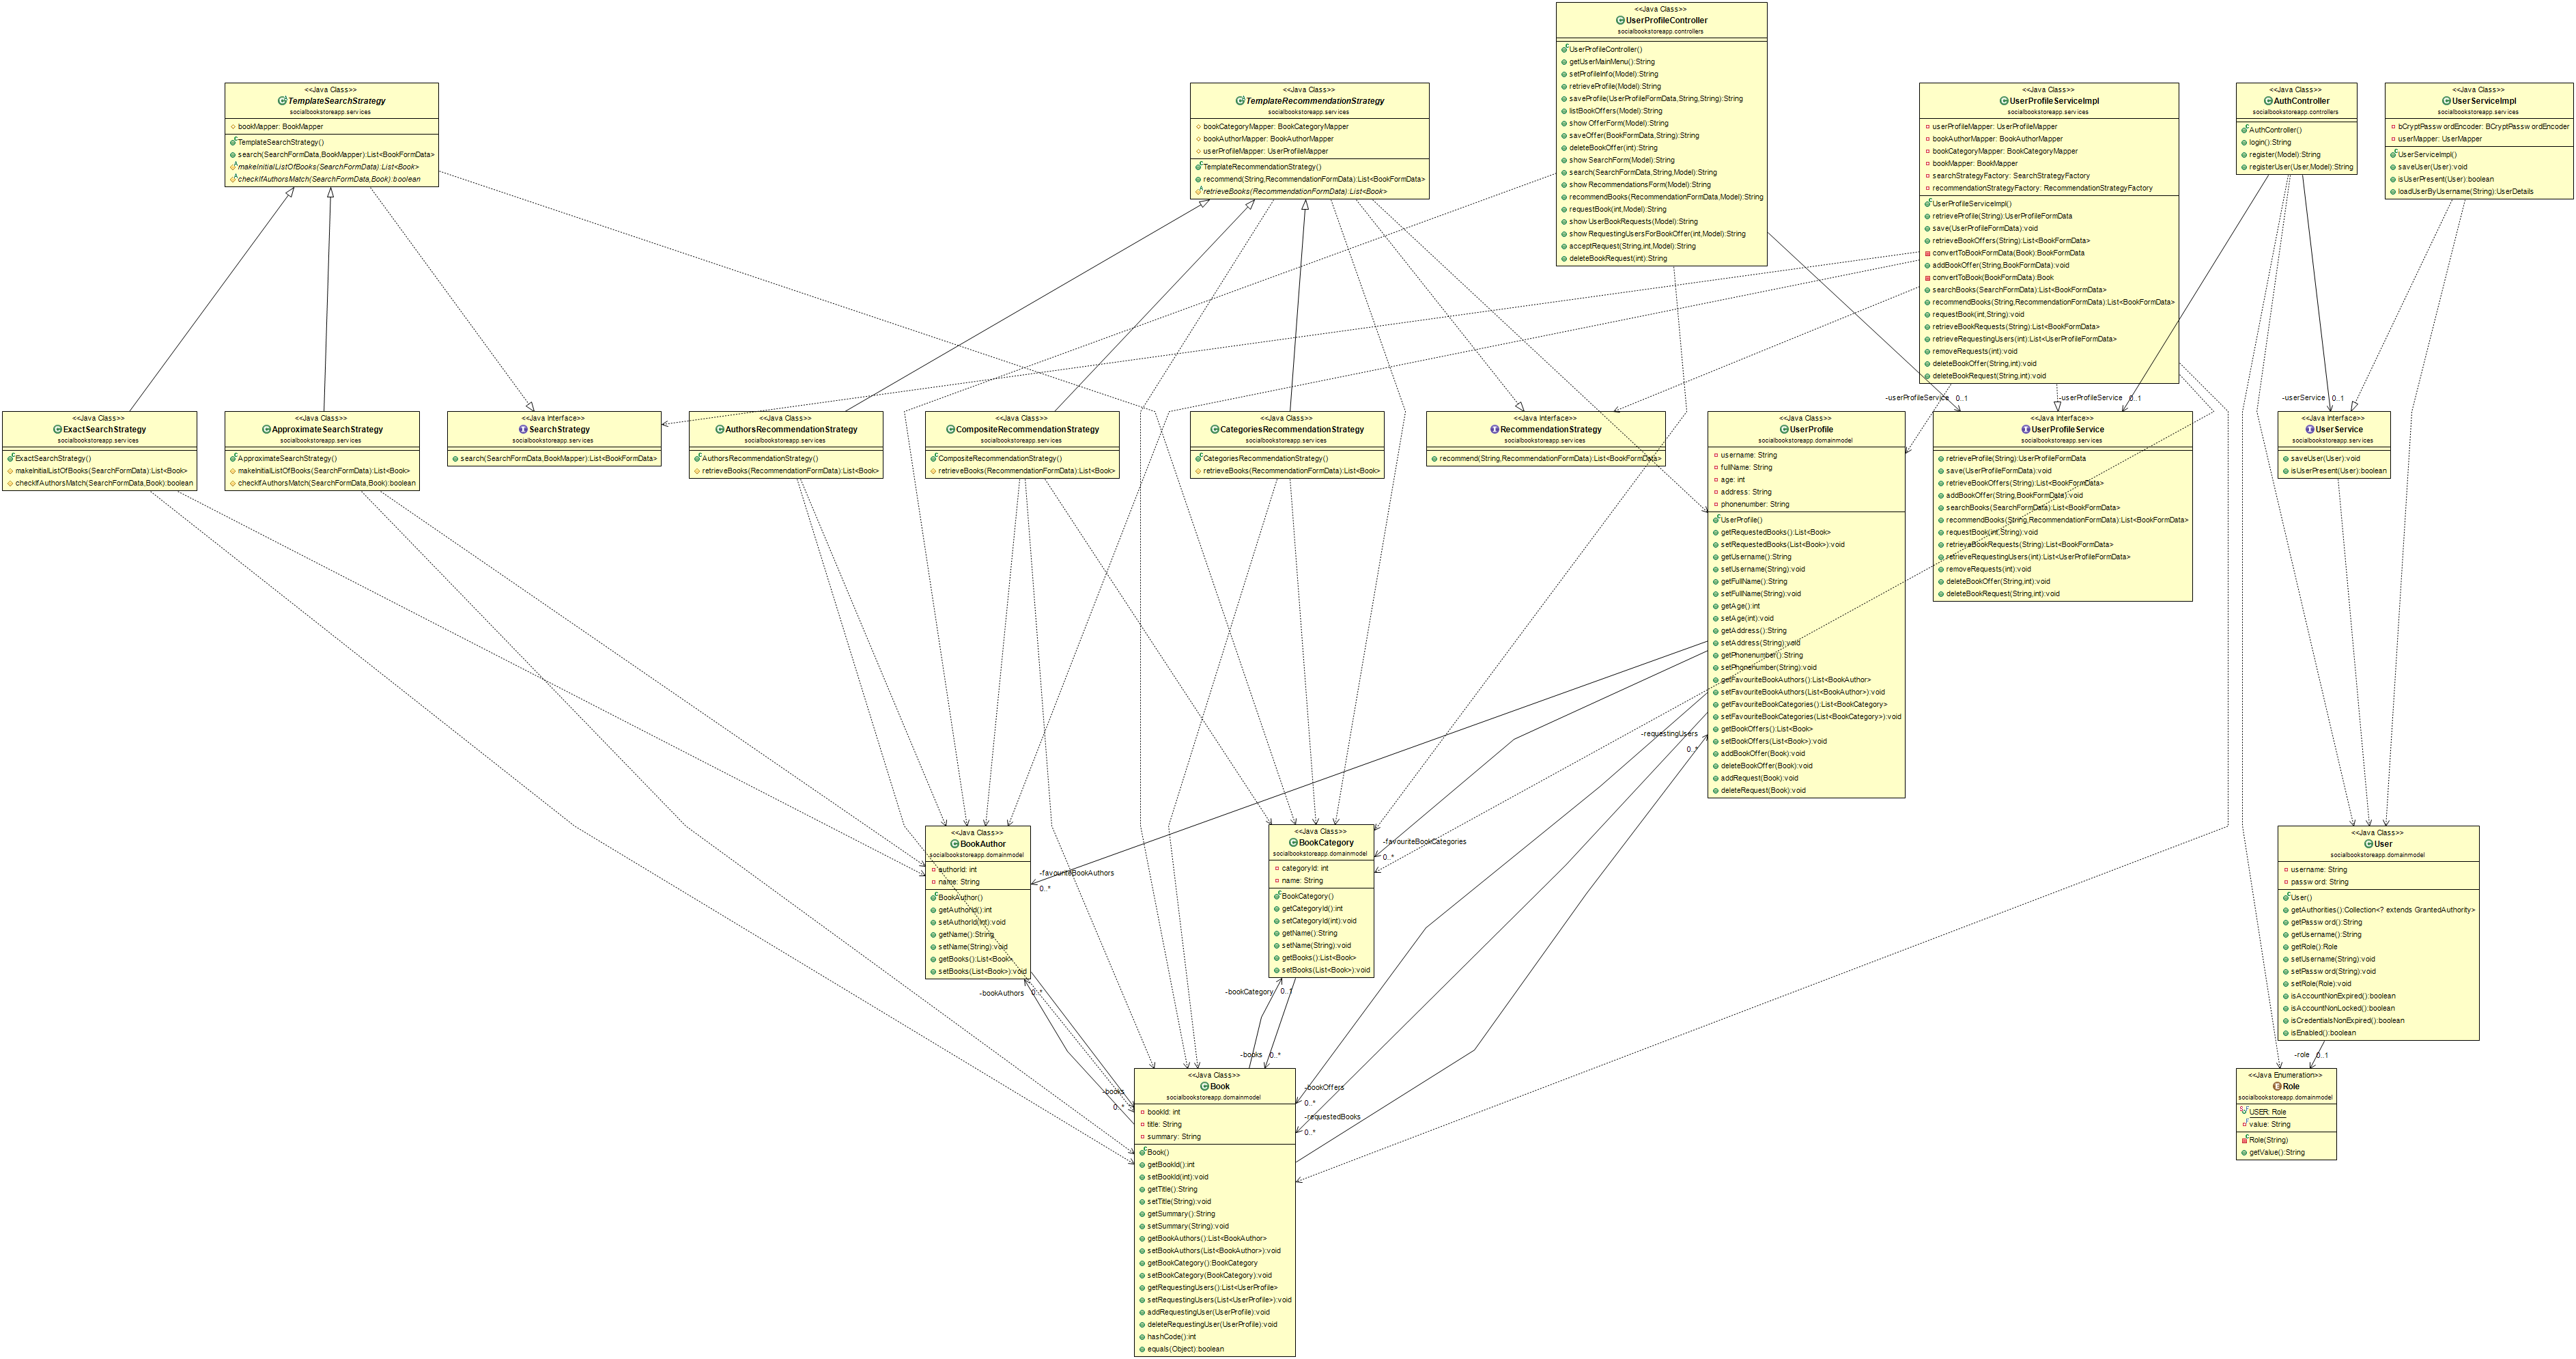 <<Java Class>>
UserProfileController
socialbookstoreapp.controllers
UserProfileController()
getUserMainMenu():String
setProfileInfo(Model):String
retrieveProfile(Model):String
saveProfile(UserProfileFormData,String,String):String
listBookOffers(Model):String
show OfferForm(Model):String
saveOffer(BookFormData,String):String
deleteBookOffer(int):String
show SearchForm(Model):String
search(SearchFormData,String,Model):String
show RecommendationsForm(Model):String
recommendBooks(RecommendationFormData,Model):String
requestBook(int,Model):String
show UserBookRequests(Model):String
show RequestingUsersForBookOffer(int,Model):String
acceptRequest(String,int,Model):String
deleteBookRequest(int):String
<<Java Class>>
TemplateSearchStrategy
socialbookstoreapp.services
bookMapper: BookMapper
TemplateSearchStrategy()
search(SearchFormData,BookMapper):List<BookFormData>
makeInitialListOfBooks(SearchFormData):List<Book>
checkIfAuthorsMatch(SearchFormData,Book):boolean
<<Java Class>>
TemplateRecommendationStrategy
socialbookstoreapp.services
bookCategoryMapper: BookCategoryMapper
bookAuthorMapper: BookAuthorMapper
userProfileMapper: UserProfileMapper
TemplateRecommendationStrategy()
recommend(String,RecommendationFormData):List<BookFormData>
retrieveBooks(RecommendationFormData):List<Book>
<<Java Class>>
UserProfileServiceImpl
socialbookstoreapp.services
userProfileMapper: UserProfileMapper
bookAuthorMapper: BookAuthorMapper
bookCategoryMapper: BookCategoryMapper
bookMapper: BookMapper
searchStrategyFactory: SearchStrategyFactory
recommendationStrategyFactory: RecommendationStrategyFactory
UserProfileServiceImpl()
retrieveProfile(String):UserProfileFormData
save(UserProfileFormData):void
retrieveBookOffers(String):List<BookFormData>
convertToBookFormData(Book):BookFormData
addBookOffer(String,BookFormData):void
convertToBook(BookFormData):Book
searchBooks(SearchFormData):List<BookFormData>
recommendBooks(String,RecommendationFormData):List<BookFormData>
requestBook(int,String):void
retrieveBookRequests(String):List<BookFormData>
retrieveRequestingUsers(int):List<UserProfileFormData>
removeRequests(int):void
deleteBookOffer(String,int):void
deleteBookRequest(String,int):void
<<Java Class>>
AuthController
socialbookstoreapp.controllers
AuthController()
login():String
register(Model):String
registerUser(User,Model):String
<<Java Class>>
UserServiceImpl
socialbookstoreapp.services
bCryptPassw ordEncoder: BCryptPassw ordEncoder
userMapper: UserMapper
UserServiceImpl()
saveUser(User):void
isUserPresent(User):boolean
loadUserByUsername(String):UserDetails
-userProfileService 0..1
-userProfileService 0..1
-userService 0..1
<<Java Class>>
ExactSearchStrategy
socialbookstoreapp.services
ExactSearchStrategy()
makeInitialListOfBooks(SearchFormData):List<Book>
checkIfAuthorsMatch(SearchFormData,Book):boolean
<<Java Class>>
ApproximateSearchStrategy
socialbookstoreapp.services
ApproximateSearchStrategy()
makeInitialListOfBooks(SearchFormData):List<Book>
checkIfAuthorsMatch(SearchFormData,Book):boolean
<<Java Interface>>
SearchStrategy
socialbookstoreapp.services
search(SearchFormData,BookMapper):List<BookFormData>
<<Java Class>>
AuthorsRecommendationStrategy
socialbookstoreapp.services
AuthorsRecommendationStrategy()
retrieveBooks(RecommendationFormData):List<Book>
<<Java Class>>
CompositeRecommendationStrategy
socialbookstoreapp.services
CompositeRecommendationStrategy()
retrieveBooks(RecommendationFormData):List<Book>
<<Java Class>>
CategoriesRecommendationStrategy
socialbookstoreapp.services
CategoriesRecommendationStrategy()
retrieveBooks(RecommendationFormData):List<Book>
<<Java Interface>>
RecommendationStrategy
socialbookstoreapp.services
recommend(String,RecommendationFormData):List<BookFormData>
<<Java Class>>
UserProfile
socialbookstoreapp.domainmodel
username: String
fullName: String
age: int
address: String
phonenumber: String
UserProfile()
getRequestedBooks():List<Book>
setRequestedBooks(List<Book>):void
getUsername():String
setUsername(String):void
getFullName():String
setFullName(String):void
getAge():int
setAge(int):void
getAddress():String
setAddress(String):void
getPhonenumber():String
setPhonenumber(String):void
getFavouriteBookAuthors():List<BookAuthor>
setFavouriteBookAuthors(List<BookAuthor>):void
getFavouriteBookCategories():List<BookCategory>
setFavouriteBookCategories(List<BookCategory>):void
getBookOffers():List<Book>
setBookOffers(List<Book>):void
addBookOffer(Book):void
deleteBookOffer(Book):void
addRequest(Book):void
deleteRequest(Book):void
<<Java Interface>>
UserProfileService
socialbookstoreapp.services
retrieveProfile(String):UserProfileFormData
save(UserProfileFormData):void
retrieveBookOffers(String):List<BookFormData>
addBookOffer(String,BookFormData):void
searchBooks(SearchFormData):List<BookFormData>
recommendBooks(String,RecommendationFormData):List<BookFormData>
requestBook(int,String):void
retrieveBookRequests(String):List<BookFormData>
retrieveRequestingUsers(int):List<UserProfileFormData>
removeRequests(int):void
deleteBookOffer(String,int):void
deleteBookRequest(String,int):void
<<Java Interface>>
UserService
socialbookstoreapp.services
saveUser(User):void
isUserPresent(User):boolean
-requestingUsers
0..*
<<Java Class>>
BookAuthor
socialbookstoreapp.domainmodel
authorId: int
name: String
BookAuthor()
getAuthorId():int
setAuthorId(int):void
getName():String
setName(String):void
getBooks():List<Book>
setBooks(List<Book>):void
-favouriteBookAuthors
0..*
<<Java Class>>
BookCategory
socialbookstoreapp.domainmodel
categoryId: int
name: String
BookCategory()
getCategoryId():int
setCategoryId(int):void
getName():String
setName(String):void
getBooks():List<Book>
setBooks(List<Book>):void
-favouriteBookCategories
0..*
<<Java Class>>
User
socialbookstoreapp.domainmodel
username: String
passw ord: String
User()
getAuthorities():Collection<? extends GrantedAuthority>
getPassw ord():String
getUsername():String
getRole():Role
setUsername(String):void
setPassw ord(String):void
setRole(Role):void
isAccountNonExpired():boolean
isAccountNonLocked():boolean
isCredentialsNonExpired():boolean
isEnabled():boolean
-bookAuthors 0..*
-bookCategory 0..1
-books 0..*
-role 0..1
-books
0..*
-bookOffers
0..*
-requestedBooks
0..*
<<Java Class>>
Book
socialbookstoreapp.domainmodel
bookId: int
title: String
summary: String
Book()
getBookId():int
setBookId(int):void
getTitle():String
setTitle(String):void
getSummary():String
setSummary(String):void
getBookAuthors():List<BookAuthor>
setBookAuthors(List<BookAuthor>):void
getBookCategory():BookCategory
setBookCategory(BookCategory):void
getRequestingUsers():List<UserProfile>
setRequestingUsers(List<UserProfile>):void
addRequestingUser(UserProfile):void
deleteRequestingUser(UserProfile):void
hashCode():int
equals(Object):boolean
<<Java Enumeration>>
Role
socialbookstoreapp.domainmodel
USER: Role
value: String
Role(String)
getValue():String